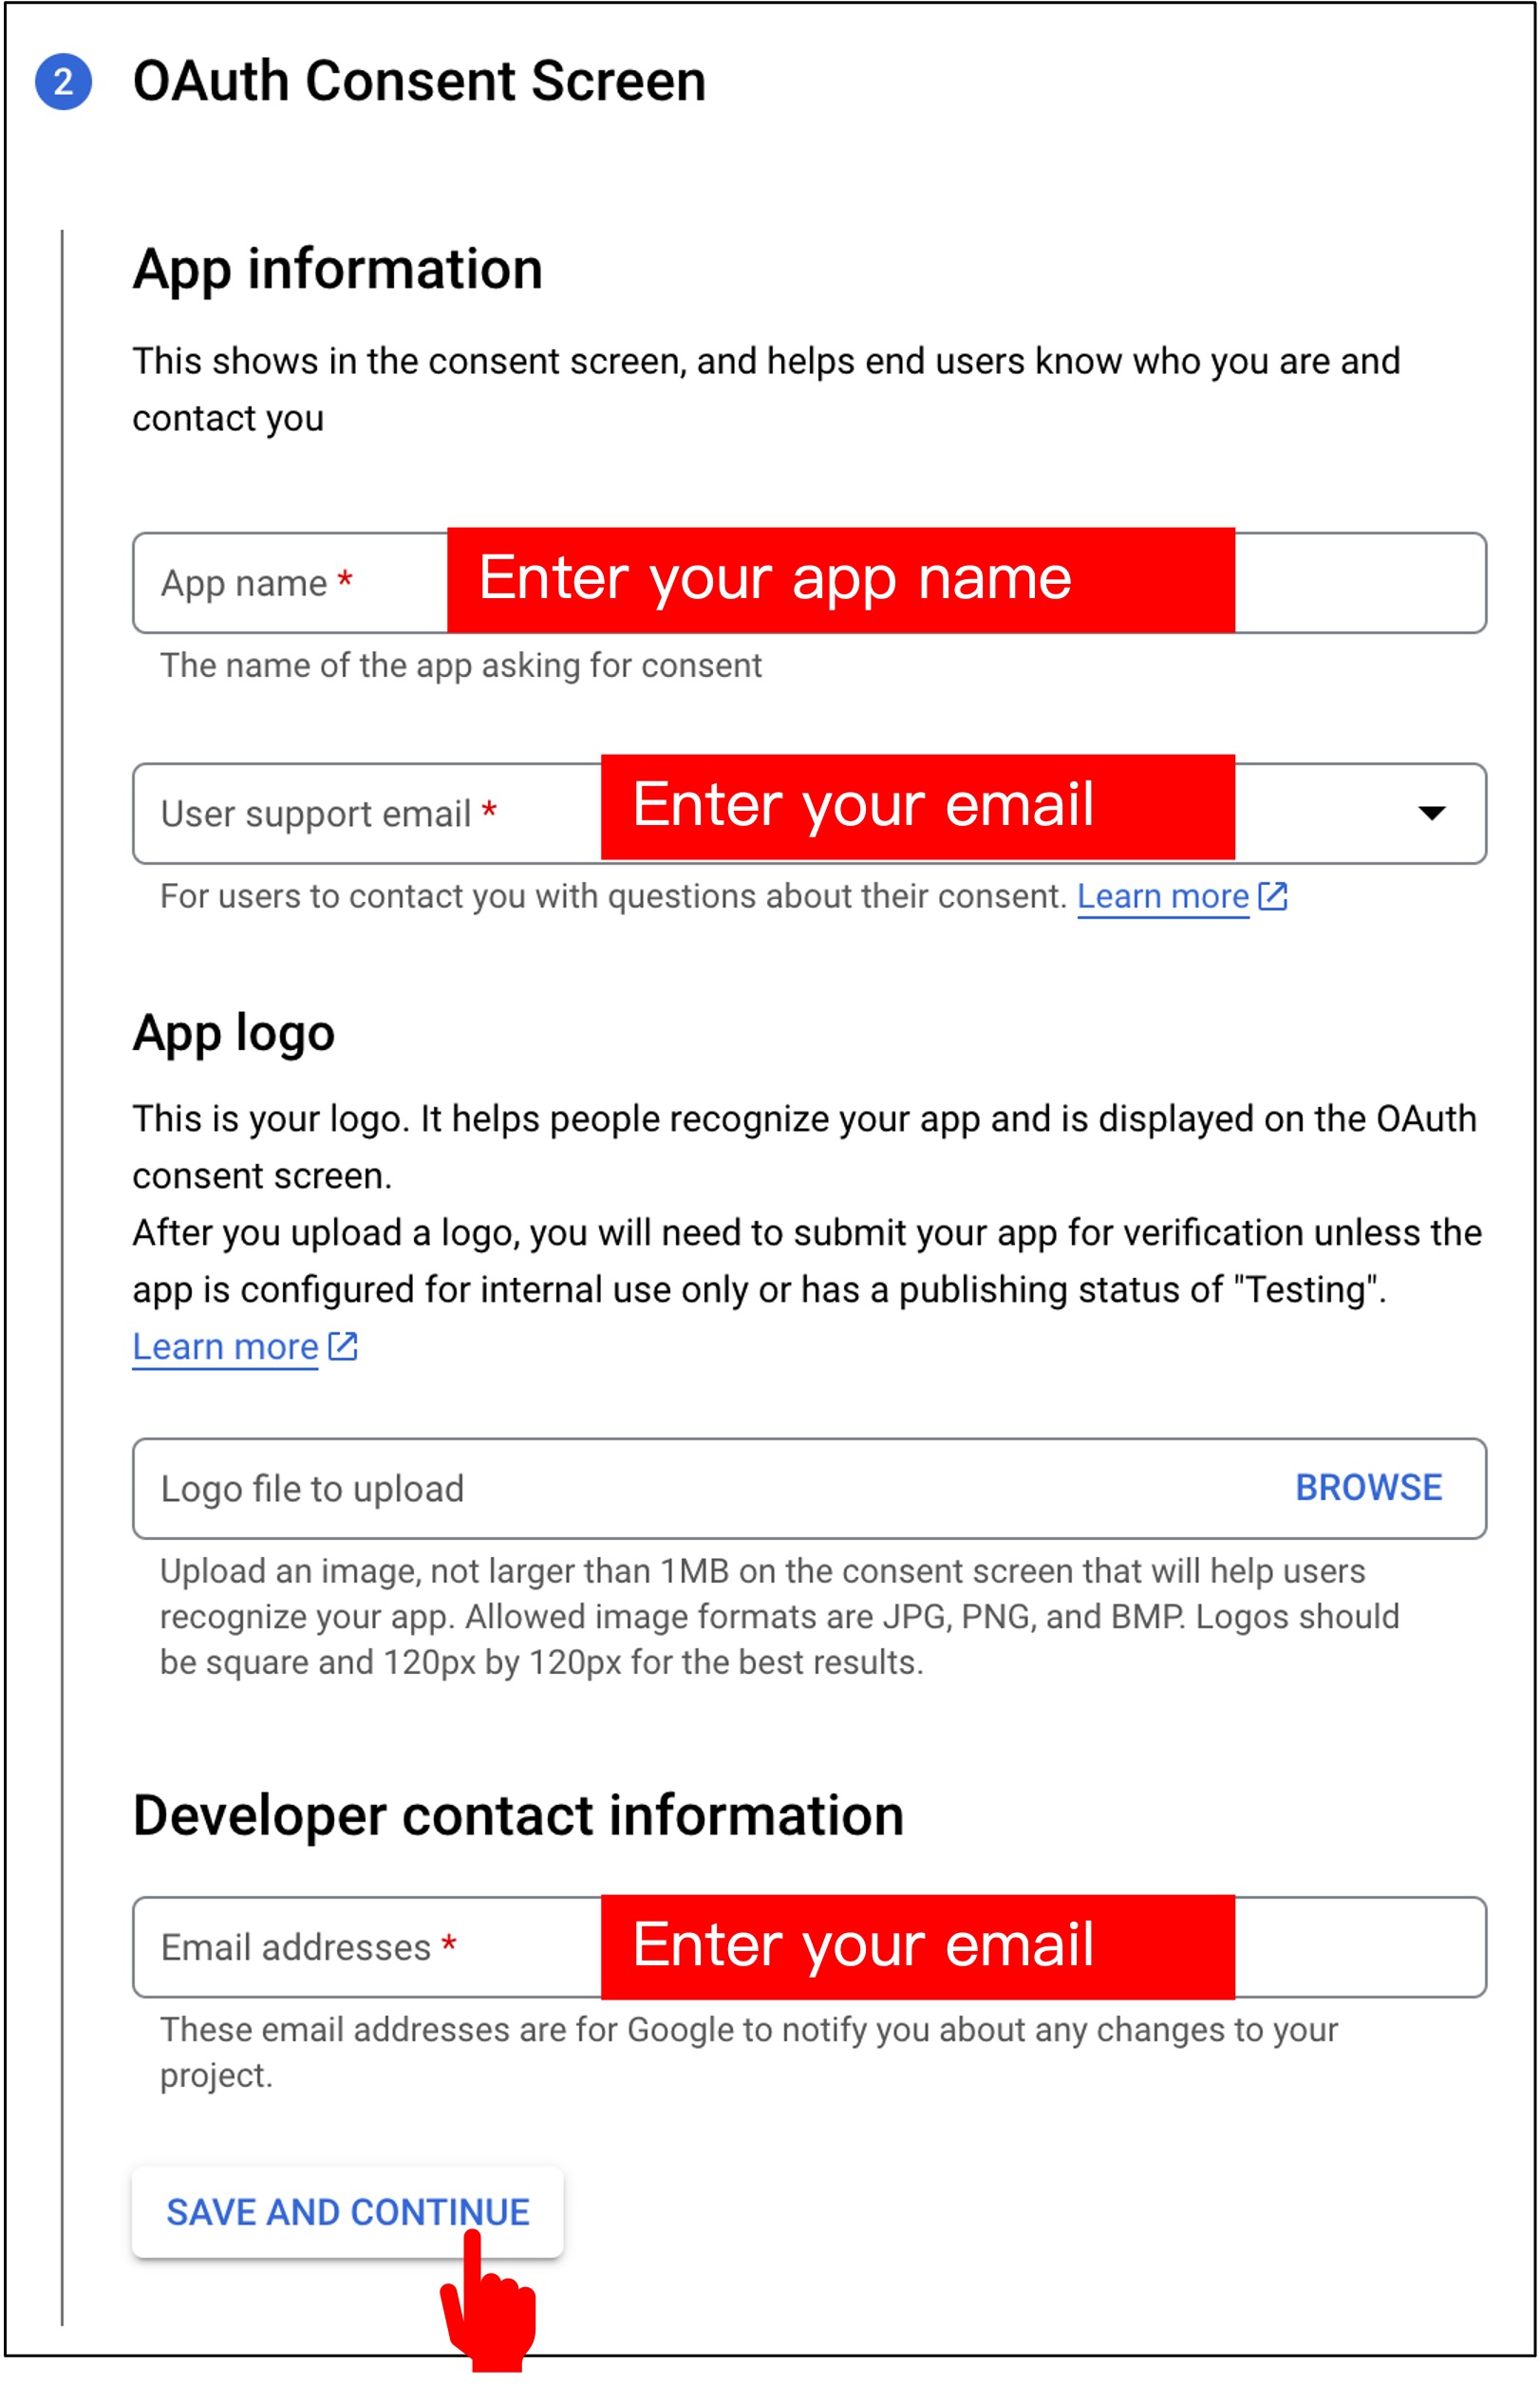 2
OAuth Consent Screen
App information
This shows in the consent screen, and helps end users know who you are and
contact you
App name * Enter your app name
The name of the app asking for consent
User support email * Enter your email
For users to contact you with questions about their consent. Learn more
App logo
This is your logo. It helps people recognize your app and is displayed on the OAuth
consent screen.
After you upload a logo, you will need to submit your app for verification unless the
app is configured for internal use only or has a publishing status of "Testing".
Learn more
Logo file to upload BROWSE
Upload an image, not larger than 1MB on the consent screen that will help users
recognize your app. Allowed image formats are JPG, PNG, and BMP. Logos should
be square and 120px by 120px for the best results.
Developer contact information
Email addresses * Enter your email
These email addresses are for Google to notify you about any changes to your
project.
SAVE AND CONTINUE